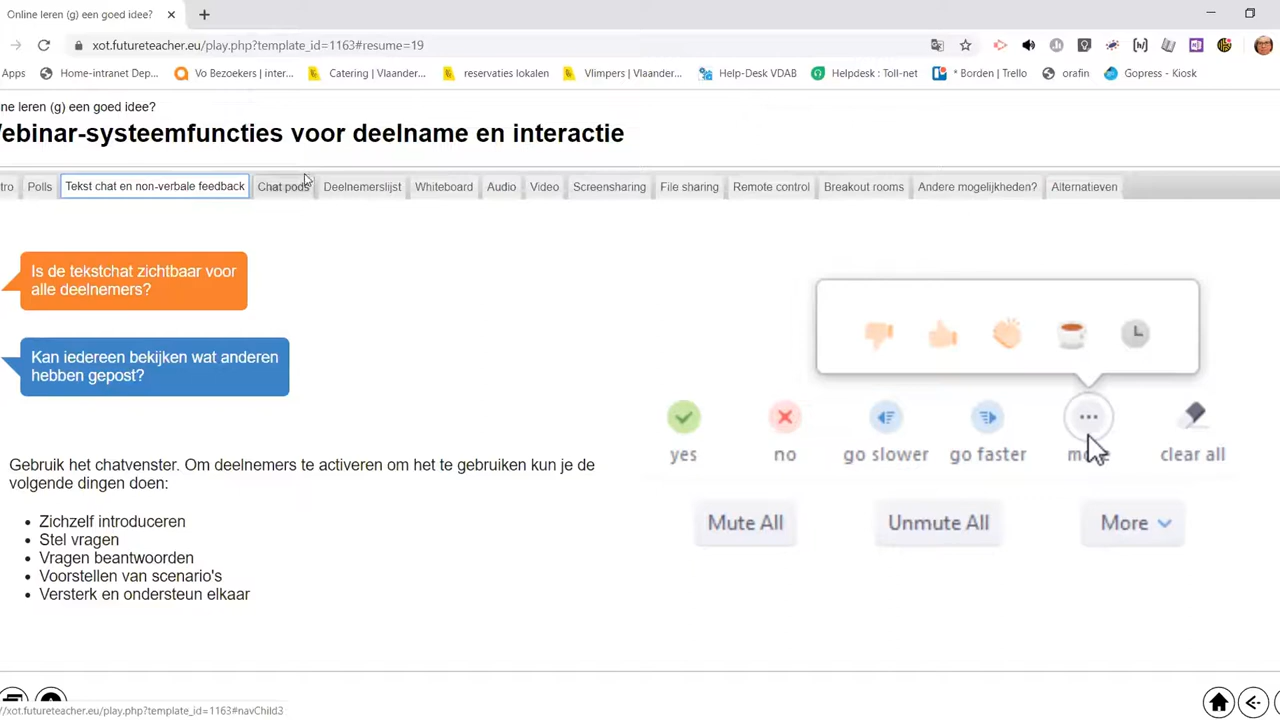 Online leren (g) een goed idee?
xot.futureteacher.eu/play.php?template_id=1163#resume=19
Apps Home-intranet Dep... Vo Bezoekers | inter... Catering | Vlaander... reservaties lokalen Vlimpers | Vlaander... Help-Desk VDAB Helpdesk : Toll-net * Borden | Trello orafin Gopress - Kiosk
ne leren (g) een goed idee?
ebinar-systeemfuncties voor deelname en interactie
tro Polls Tekst chat en non-verbale feedback Chat pods Deelnemerslijst Whiteboard Audio Video Screensharing File sharing Remote control Breakout rooms Andere mogelijkheden? Alternatieven
Is de tekstchat zichtbaar voor
alle deelnemers?
Kan iedereen bekijken wat anderen
hebben gepost?
yes no go slower go faster more clear all
Mute All Unmute All More
Gebruik het chatvenster. Om deelnemers te activeren om het te gebruiken kun je de
volgende dingen doen:
• Zichzelf introduceren
• Stel vragen
• Vragen beantwoorden
• Voorstellen van scenario's
• Versterk en ondersteun elkaar
//xot.futureteacher.eu/play.php?template_id=1163#navChild3